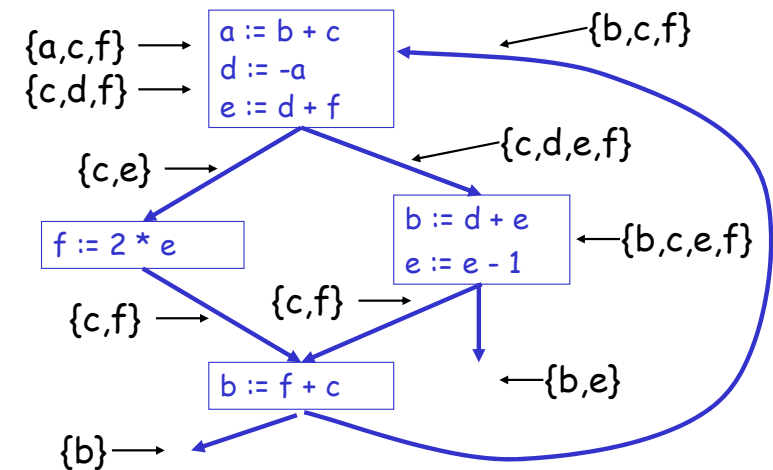 {b,c,f}
{a,c,f}
{c,d,f}
a := b + c
d := -a
e := d + f
{c,e}
{c,d,e,f}
f := 2 * e
b := d + e
e := e - 1
{b,c,e,f}
{c,f}
{c,f}
b := f + c
{b,e}
{b}